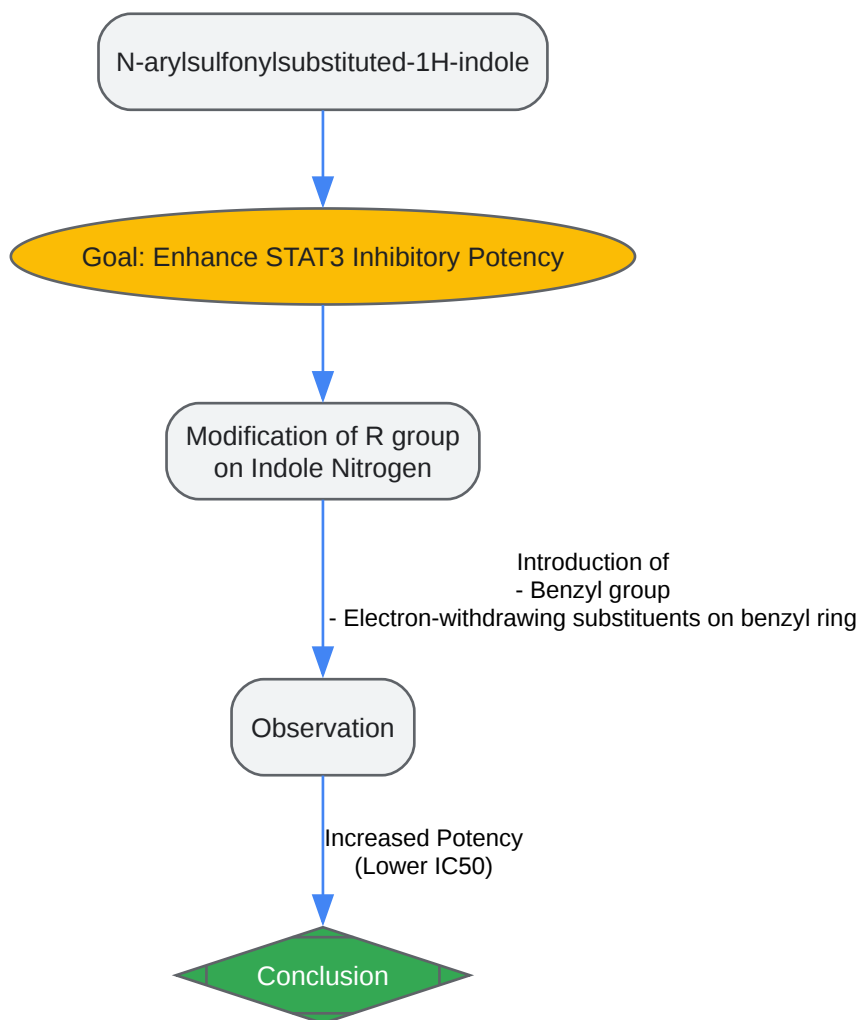 N-arylsulfonylsubstituted-1H-indole
Goal: Enhance STAT3 Inhibitory Potency
Modification of R group
on Indole Nitrogen
Introduction of
- Benzyl group
- Electron-withdrawing substituents on benzyl ring
Observation
Increased Potency
(Lower IC50)
Conclusion